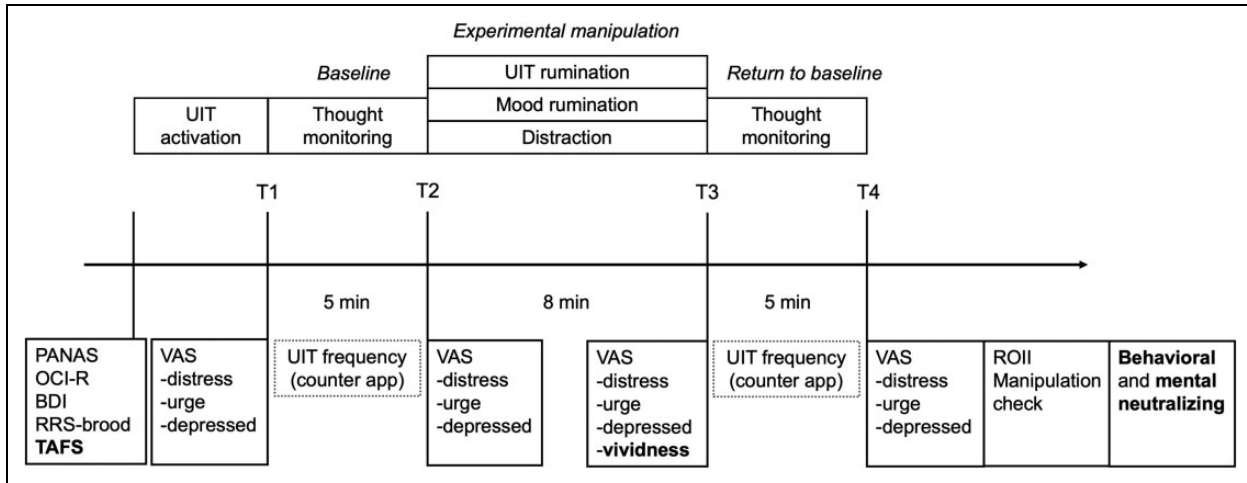 Experimental manipulation
Baseline
UIT rumination
Return to baseline
UIT
activation
Thought
monitoring
Mood rumination
Distraction
Thought
monitoring
T1
T2
T3
T4
5 min
8 min
5 min
PANAS
OCI-R
BDI
RRS-brood
TAFS
VAS
-distress
-urge
-depressed
UIT frequency
(counter app)
VAS
-distress
-urge
-depressed
VAS
-distress
-urge
-depressed
-vividness
UIT frequency
(counter app)
VAS
-distress
-urge
-depressed
ROII
Manipulation
check
Behavioral
and mental
neutralizing